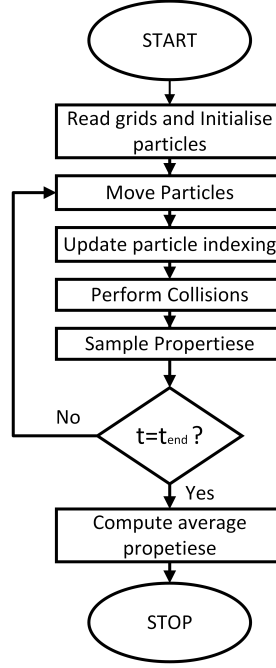 START
Read grids and Initialise
particles
Move Particles
Update particle indexing
Perform Collisions
Sample Propertiese
t=tend ?
No
Yes
Compute average
propetiese
STOP